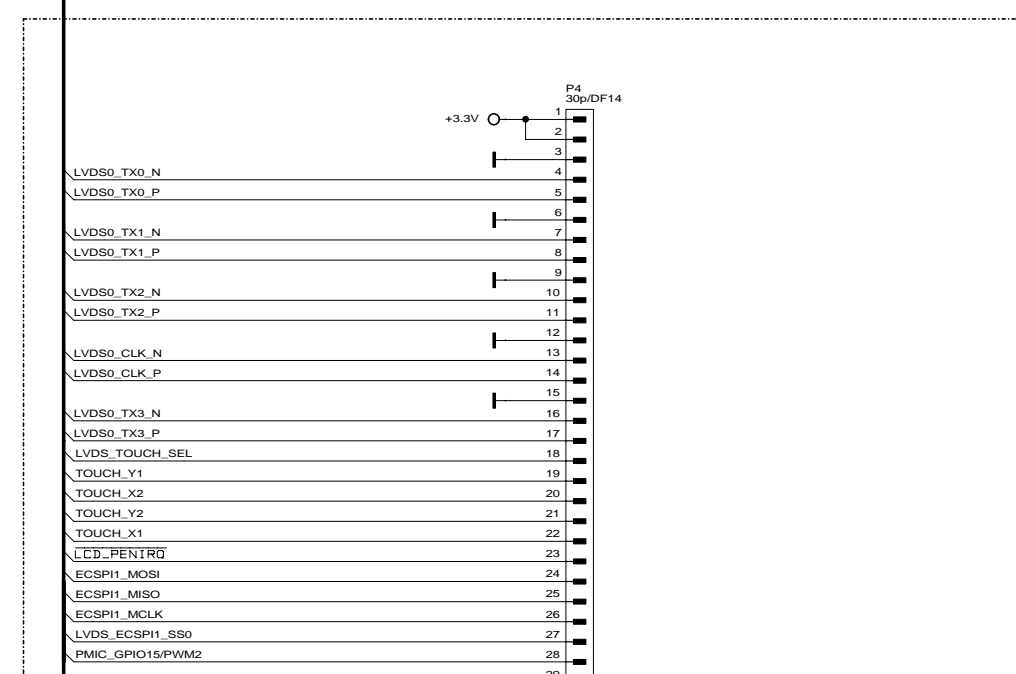 P4
30p/DF14
+3.3V 1
2
3
LVDS0_TX0_N 4
LVDS0_TX0_P 5
6
LVDS0_TX1_N 7
LVDS0_TX1_P 8
9
LVDS0_TX2_N 10
LVDS0_TX2_P 11
12
LVDS0_CLK_N 13
LVDS0_CLK_P 14
15
LVDS0_TX3_N 16
LVDS0_TX3_P 17
LVDS_TOUCH_SEL 18
TOUCH_Y1 19
TOUCH_X2 20
TOUCH_Y2 21
TOUCH_X1 22
LCD_PENIRQ 23
ECSPI1_MOSI 24
ECSPI1_MISO 25
ECSPI1_MCLK 26
LVDS_ECSPI1_SS0 27
PMIC_GPIO15/PWM2 28